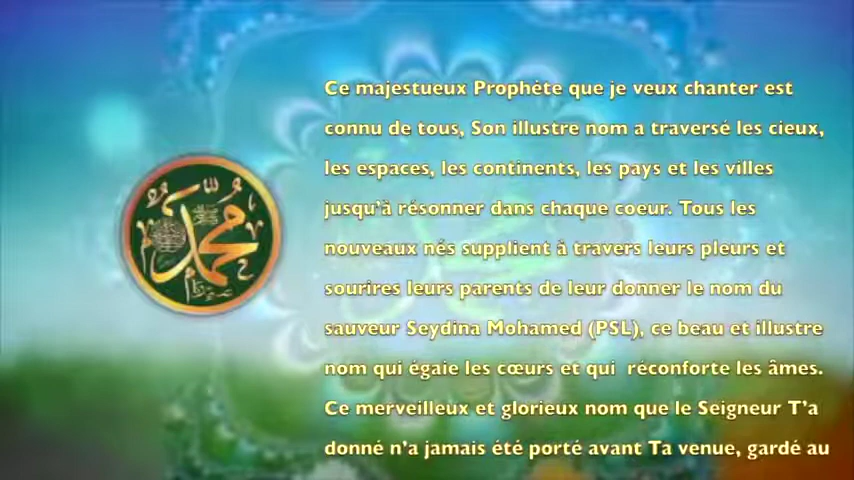 محمد
Ce majestueux Prophète que je veux chanter est
connu de tous, Son illustre nom a traversé les cieux,
les espaces, les continents, les pays et les villes
jusqu'à résonner dans chaque coeur. Tous les
nouveaux nés supplient à travers leurs pleurs et
sourires leurs parents de leur donner le nom du
sauveur Seydina Mohamed (PSL), ce beau et illustre
nom qui égaie les cœurs et qui  réconforte les âmes.
Ce merveilleux et glorieux nom que le Seigneur T'a
donné n'a jamais été porté avant Ta venue, gardé au